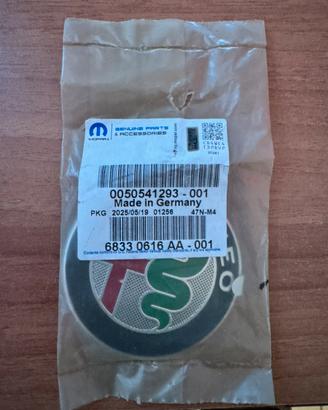 mopar
GENUINE PARTS
& ACCESSORIES
0050541293 - 001
Made in Germany
PKG 2025/05/19 01256 47N-M4
6833 0616 AA - 001
EO